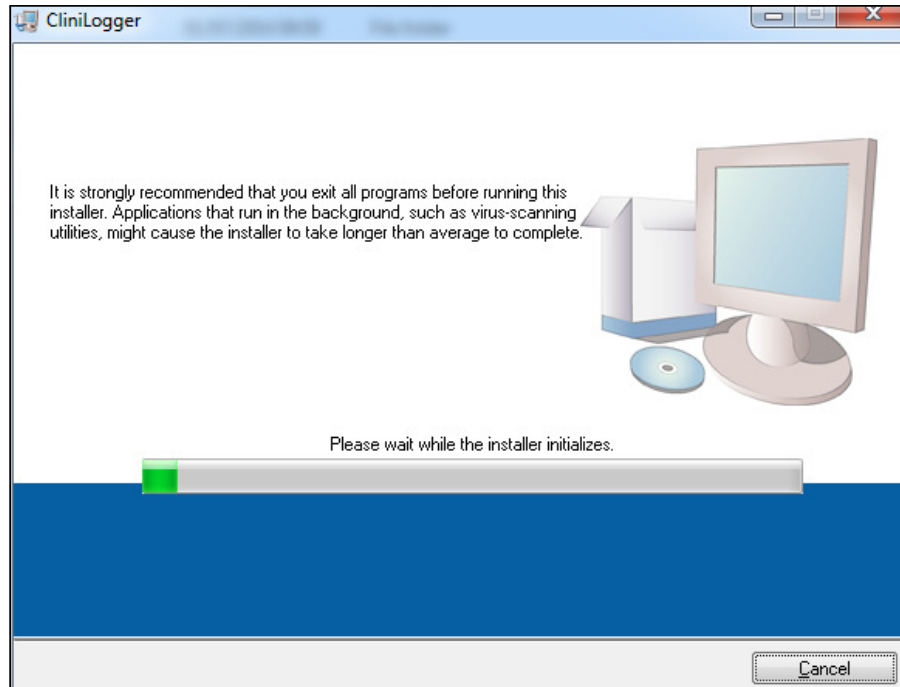 CliniLogger
It is strongly recommended that you exit all programs before running this
installer. Applications that run in the background, such as virus-scanning
utilities, might cause the installer to take longer than average to complete.
Please wait while the installer initializes.
Cancel